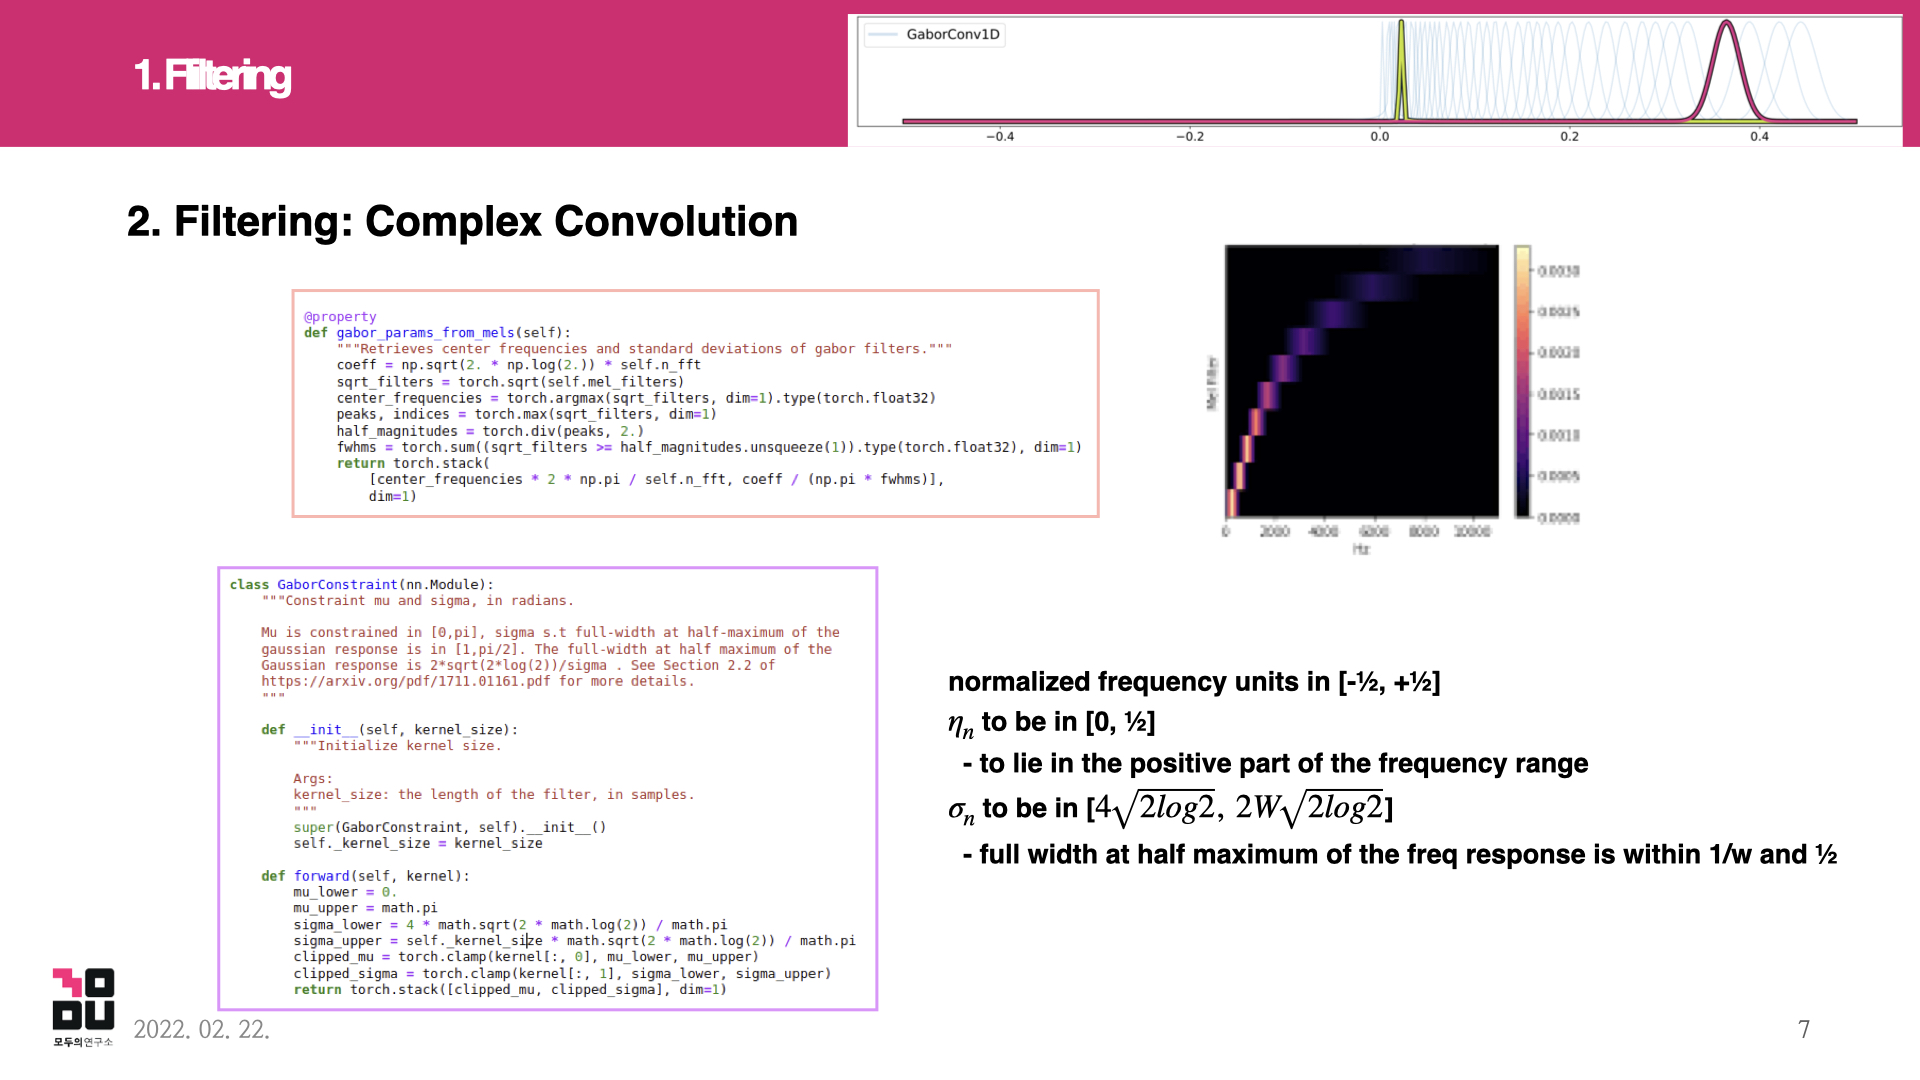 1. Filtering
GaborConv1D
−0.4 −0.2 0.0 0.2 0.4
2. Filtering: Complex Convolution
@property
def gabor_params_from_mels(self):
    """Retrieves center frequencies and standard deviations of gabor filters."""
    coeff = np.sqrt(2. * np.log(2.)) * self.n_fft
    sqrt_filters = torch.sqrt(self.mel_filters)
    center_frequencies = torch.argmax(sqrt_filters, dim=1).type(torch.float32)
    peaks, indices = torch.max(sqrt_filters, dim=1)
    half_magnitudes = torch.div(peaks, 2.)
    fwhms = torch.sum((sqrt_filters >= half_magnitudes.unsqueeze(1)).type(torch.float32), dim=1)
    return torch.stack(
        [center_frequencies * 2 * np.pi / self.n_fft, coeff / (np.pi * fwhms)],
        dim=1)
Mel Filter
0.0030
0.0025
0.0020
0.0015
0.0010
0.0005
0.0000
0 2000 4000 6000 8000 10000
Hz
class GaborConstraint(nn.Module):
    """Constraint mu and sigma, in radians.
    Mu is constrained in [0,pi], sigma s.t full-width at half-maximum of the
    gaussian response is in [1,pi/2]. The full-width at half maximum of the
    Gaussian response is 2*sqrt(2*log(2))/sigma . See Section 2.2 of
    https://arxiv.org/pdf/1711.01161.pdf for more details.
    """
    def __init__(self, kernel_size):
        """Initialize kernel size.
        Args:
        kernel_size: the length of the filter, in samples.
        """
        super(GaborConstraint, self).__init__()
        self._kernel_size = kernel_size
    def forward(self, kernel):
        mu_lower = 0.
        mu_upper = math.pi
        sigma_lower = 4 * math.sqrt(2 * math.log(2)) / math.pi
        sigma_upper = self._kernel_size * math.sqrt(2 * math.log(2)) / math.pi
        clipped_mu = torch.clamp(kernel[:, 0], mu_lower, mu_upper)
        clipped_sigma = torch.clamp(kernel[:, 1], sigma_lower, sigma_upper)
        return torch.stack([clipped_mu, clipped_sigma], dim=1)
normalized frequency units in [-½, +½]
ηn to be in [0, ½]
- to lie in the positive part of the frequency range
σn to be in [4√2log2, 2W√2log2]
- full width at half maximum of the freq response is within 1/w and ½
모두의연구소
2022. 02. 22.
7